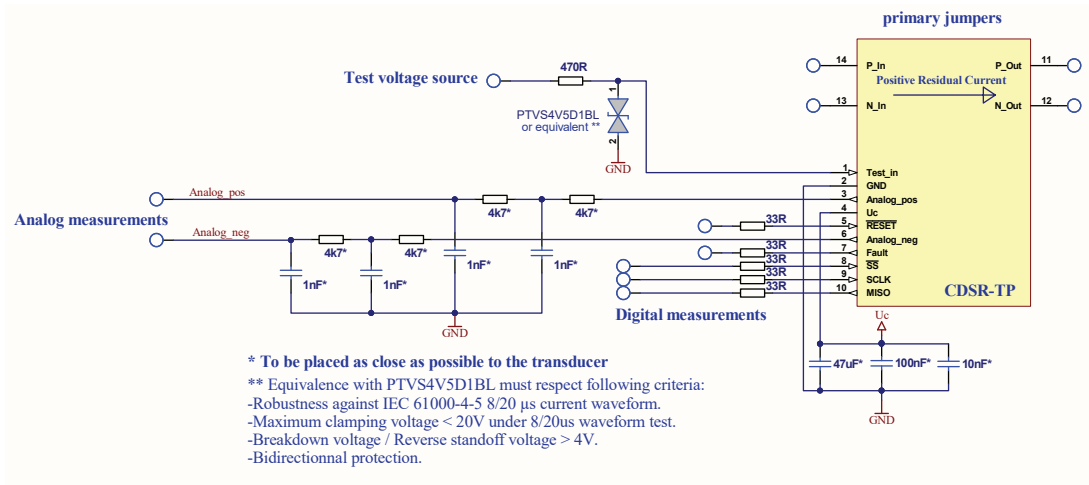 primary jumpers
14
P_In
P_Out
11
Positive Residual Current
13
N_In
N_Out
12
Test voltage source
470R
1
PTVS4V5D1BL
or equivalent **
2
GND
1
Test_in
2
GND
3
Analog_pos
4
Uc
5
RESET
6
Analog_neg
7
Fault
8
SS
9
SCLK
10
MISO
CDSR-TP
Analog_pos
4k7*
4k7*
Analog measurements
Analog_neg
4k7*
4k7*
1nF*
1nF*
1nF*
1nF*
GND
33R
33R
33R
33R
33R
Digital measurements
Uc
47uF*
100nF*
10nF*
GND
* To be placed as close as possible to the transducer
** Equivalence with PTVS4V5D1BL must respect following criteria:
-Robustness against IEC 61000-4-5 8/20 µs current waveform.
-Maximum clamping voltage < 20V under 8/20us waveform test.
-Breakdown voltage / Reverse standoff voltage > 4V.
-Bidirectionnal protection.